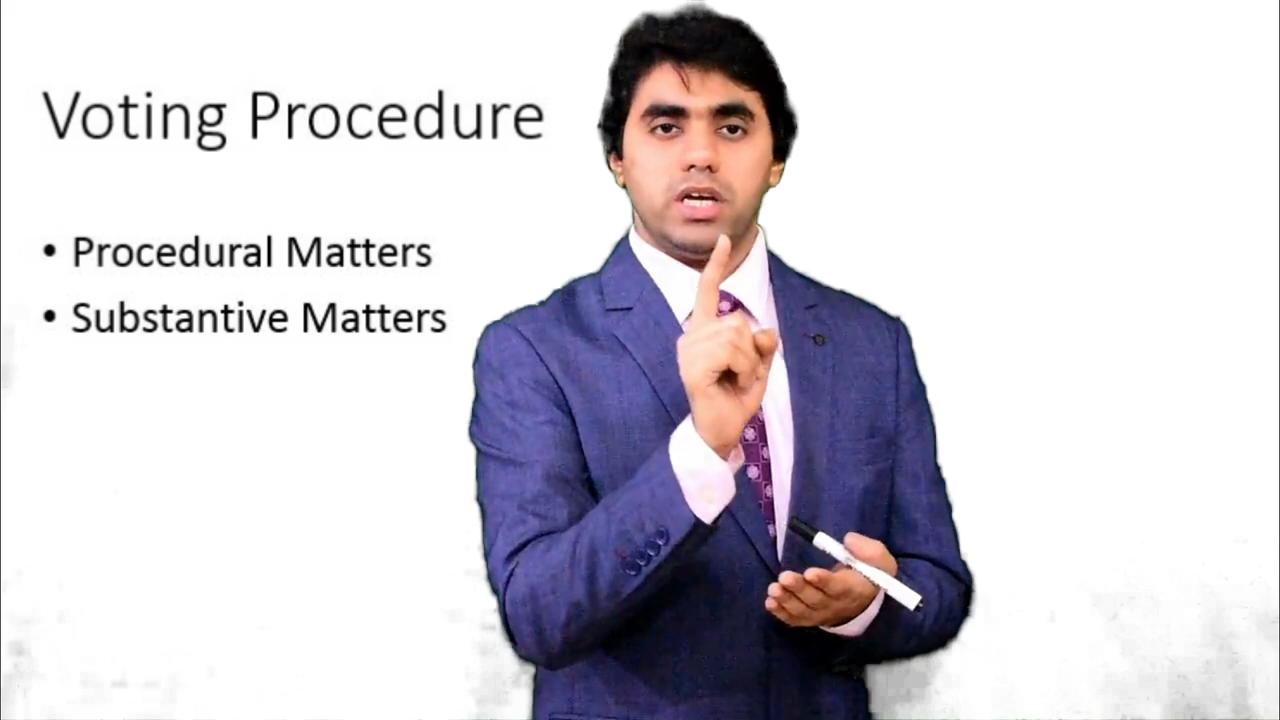 Voting Procedure
• Procedural Matters
• Substantive Matters